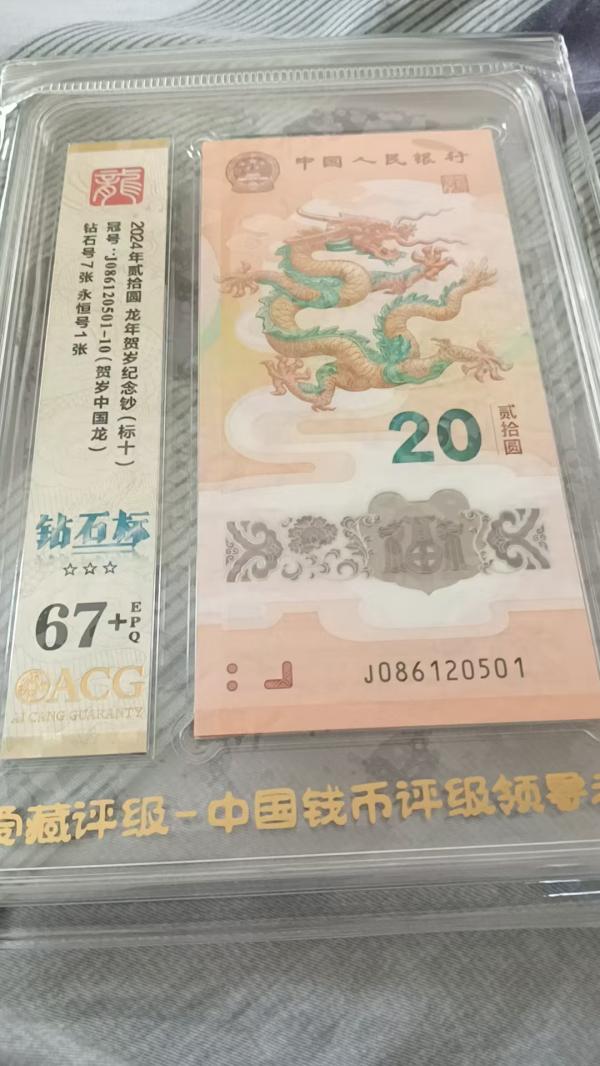 龍
2024年贰拾圆 龙年贺岁纪念钞(标十)
冠号:J086120501-10(贺岁中国龙)
钻石号7张 永恒号1张
钻石标
67+
EPQ
ACG
AI CANG GUARANTY
中国人民银行
20
贰拾圆
福
J086120501
藏评级-中国钱币评级领导